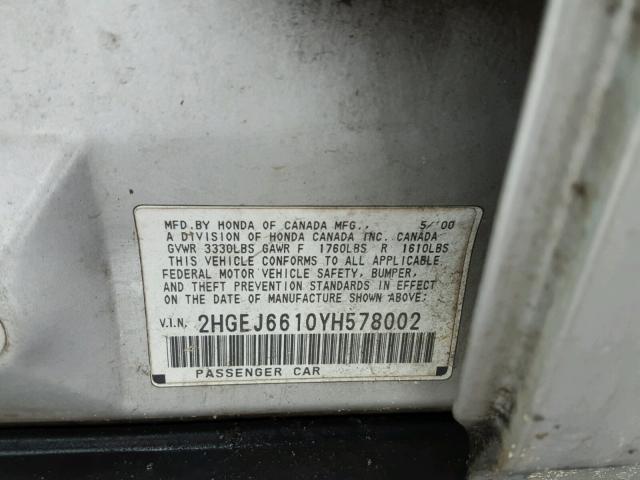 MFD. BY HONDA OF CANADA MFG., 5/'00
A DIVISION OF HONDA CANADA INC. CANADA
GVWR 3330LBS GAWR F 1760LBS R 1610LBS
THIS VEHICLE CONFORMS TO ALL APPLICABLE
FEDERAL MOTOR VEHICLE SAFETY, BUMPER,
AND THEFT PREVENTION STANDARDS IN EFFECT
ON THE DATE OF MANUFACTURE SHOWN ABOVE.
V.I.N. 2HGEJ6610YH578002
PASSENGER CAR